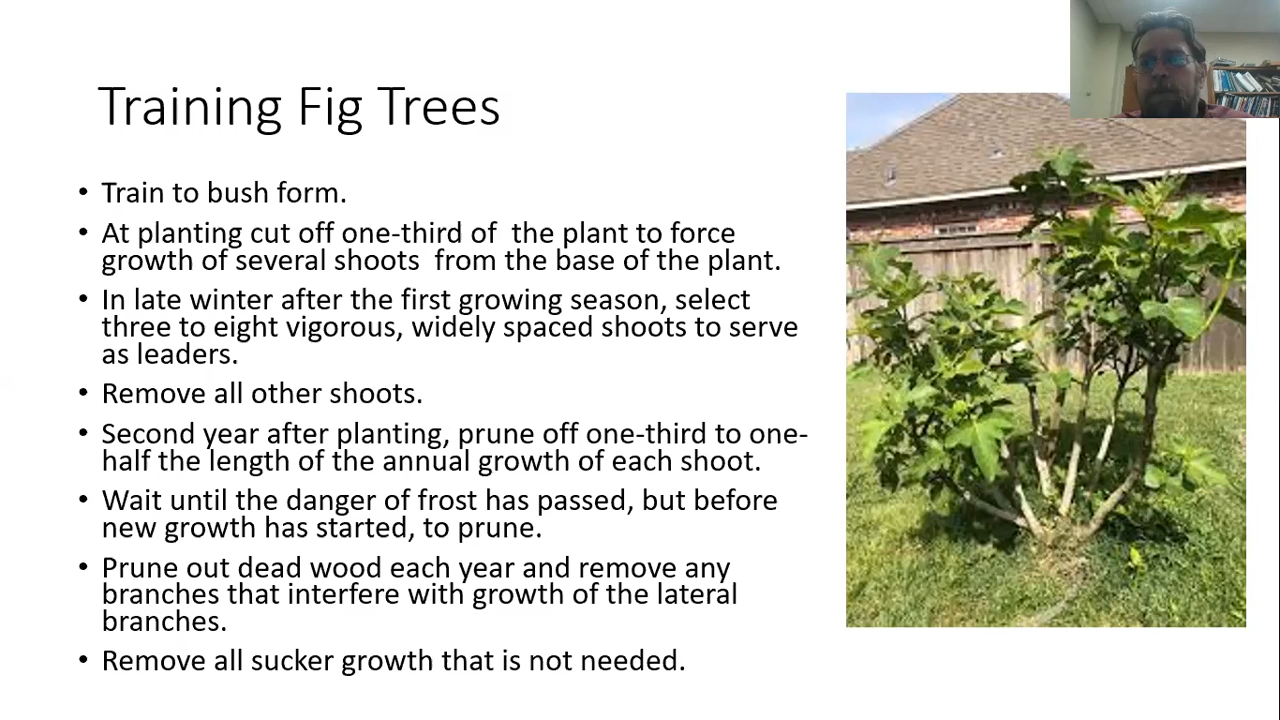 Training Fig Trees
• Train to bush form.
• At planting cut off one-third of  the plant to force
growth of several shoots  from the base of the plant.
• In late winter after the first growing season, select
three to eight vigorous, widely spaced shoots to serve
as leaders.
• Remove all other shoots.
• Second year after planting, prune off one-third to one-
half the length of the annual growth of each shoot.
• Wait until the danger of frost has passed, but before
new growth has started, to prune.
• Prune out dead wood each year and remove any
branches that interfere with growth of the lateral
branches.
• Remove all sucker growth that is not needed.